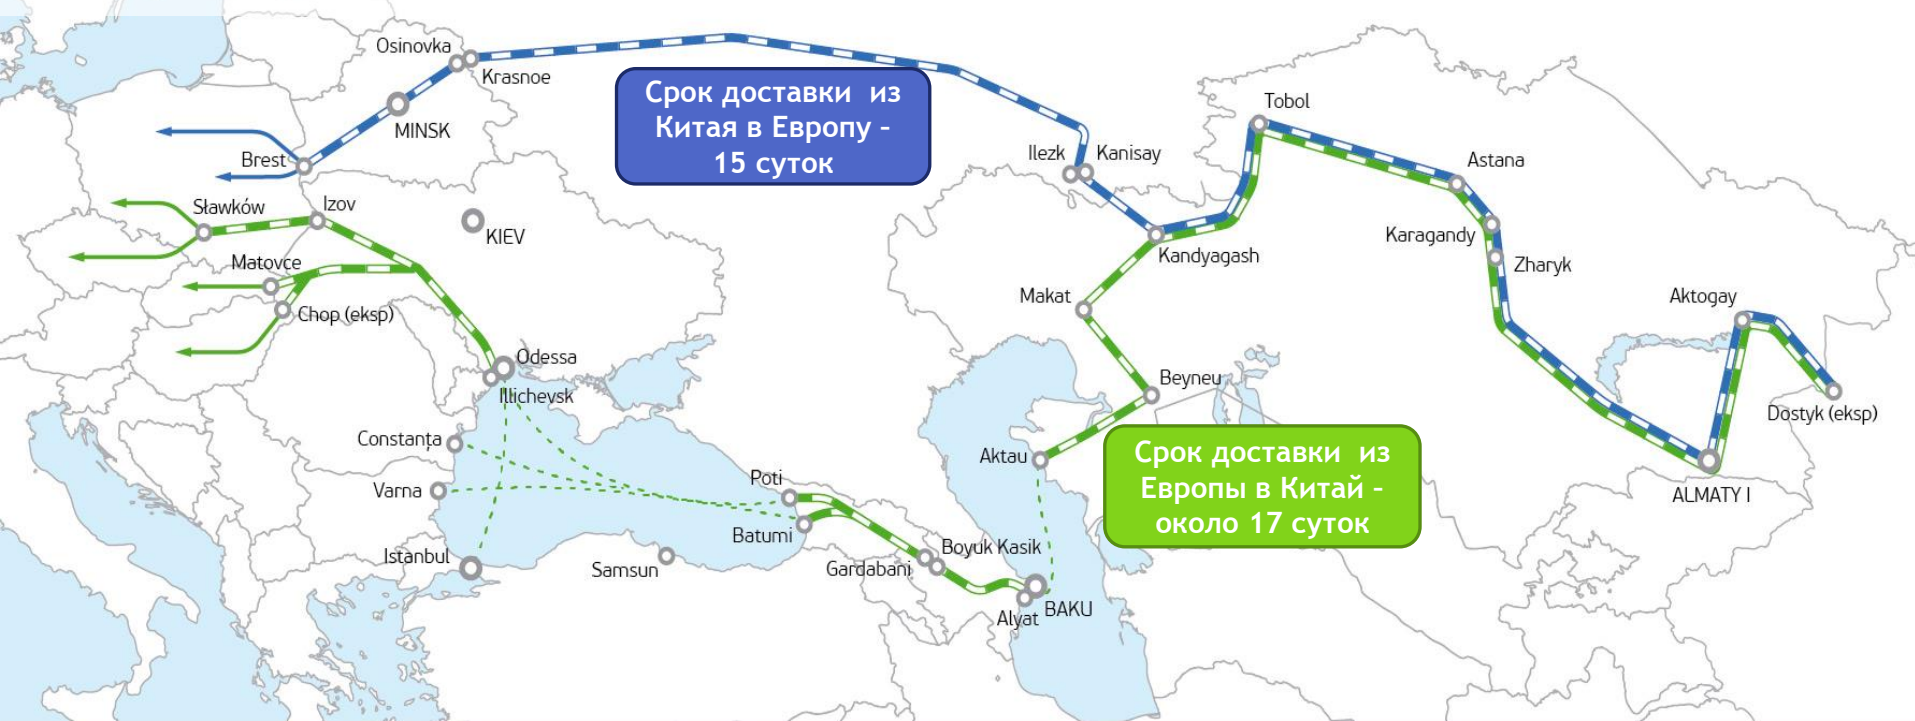 Osinovka
Krasnoe
MINSK
Brest
Срок доставки из
Китая в Европу -
15 суток
Tobol
Ilezk
Kanisay
Astana
Sławków
Izov
KIEV
Karagandy
Kandyagash
Zharyk
Matovce
Chop (eksp)
Makat
Aktogay
Odessa
Illichevsk
Beyneu
Dostyk (eksp)
Constanța
Aktau
Срок доставки из
Европы в Китай -
около 17 суток
Varna
Poti
ALMATY I
Batumi
Istanbul
Samsun
Boyuk Kasik
Gardabani
BAKU
Alyat